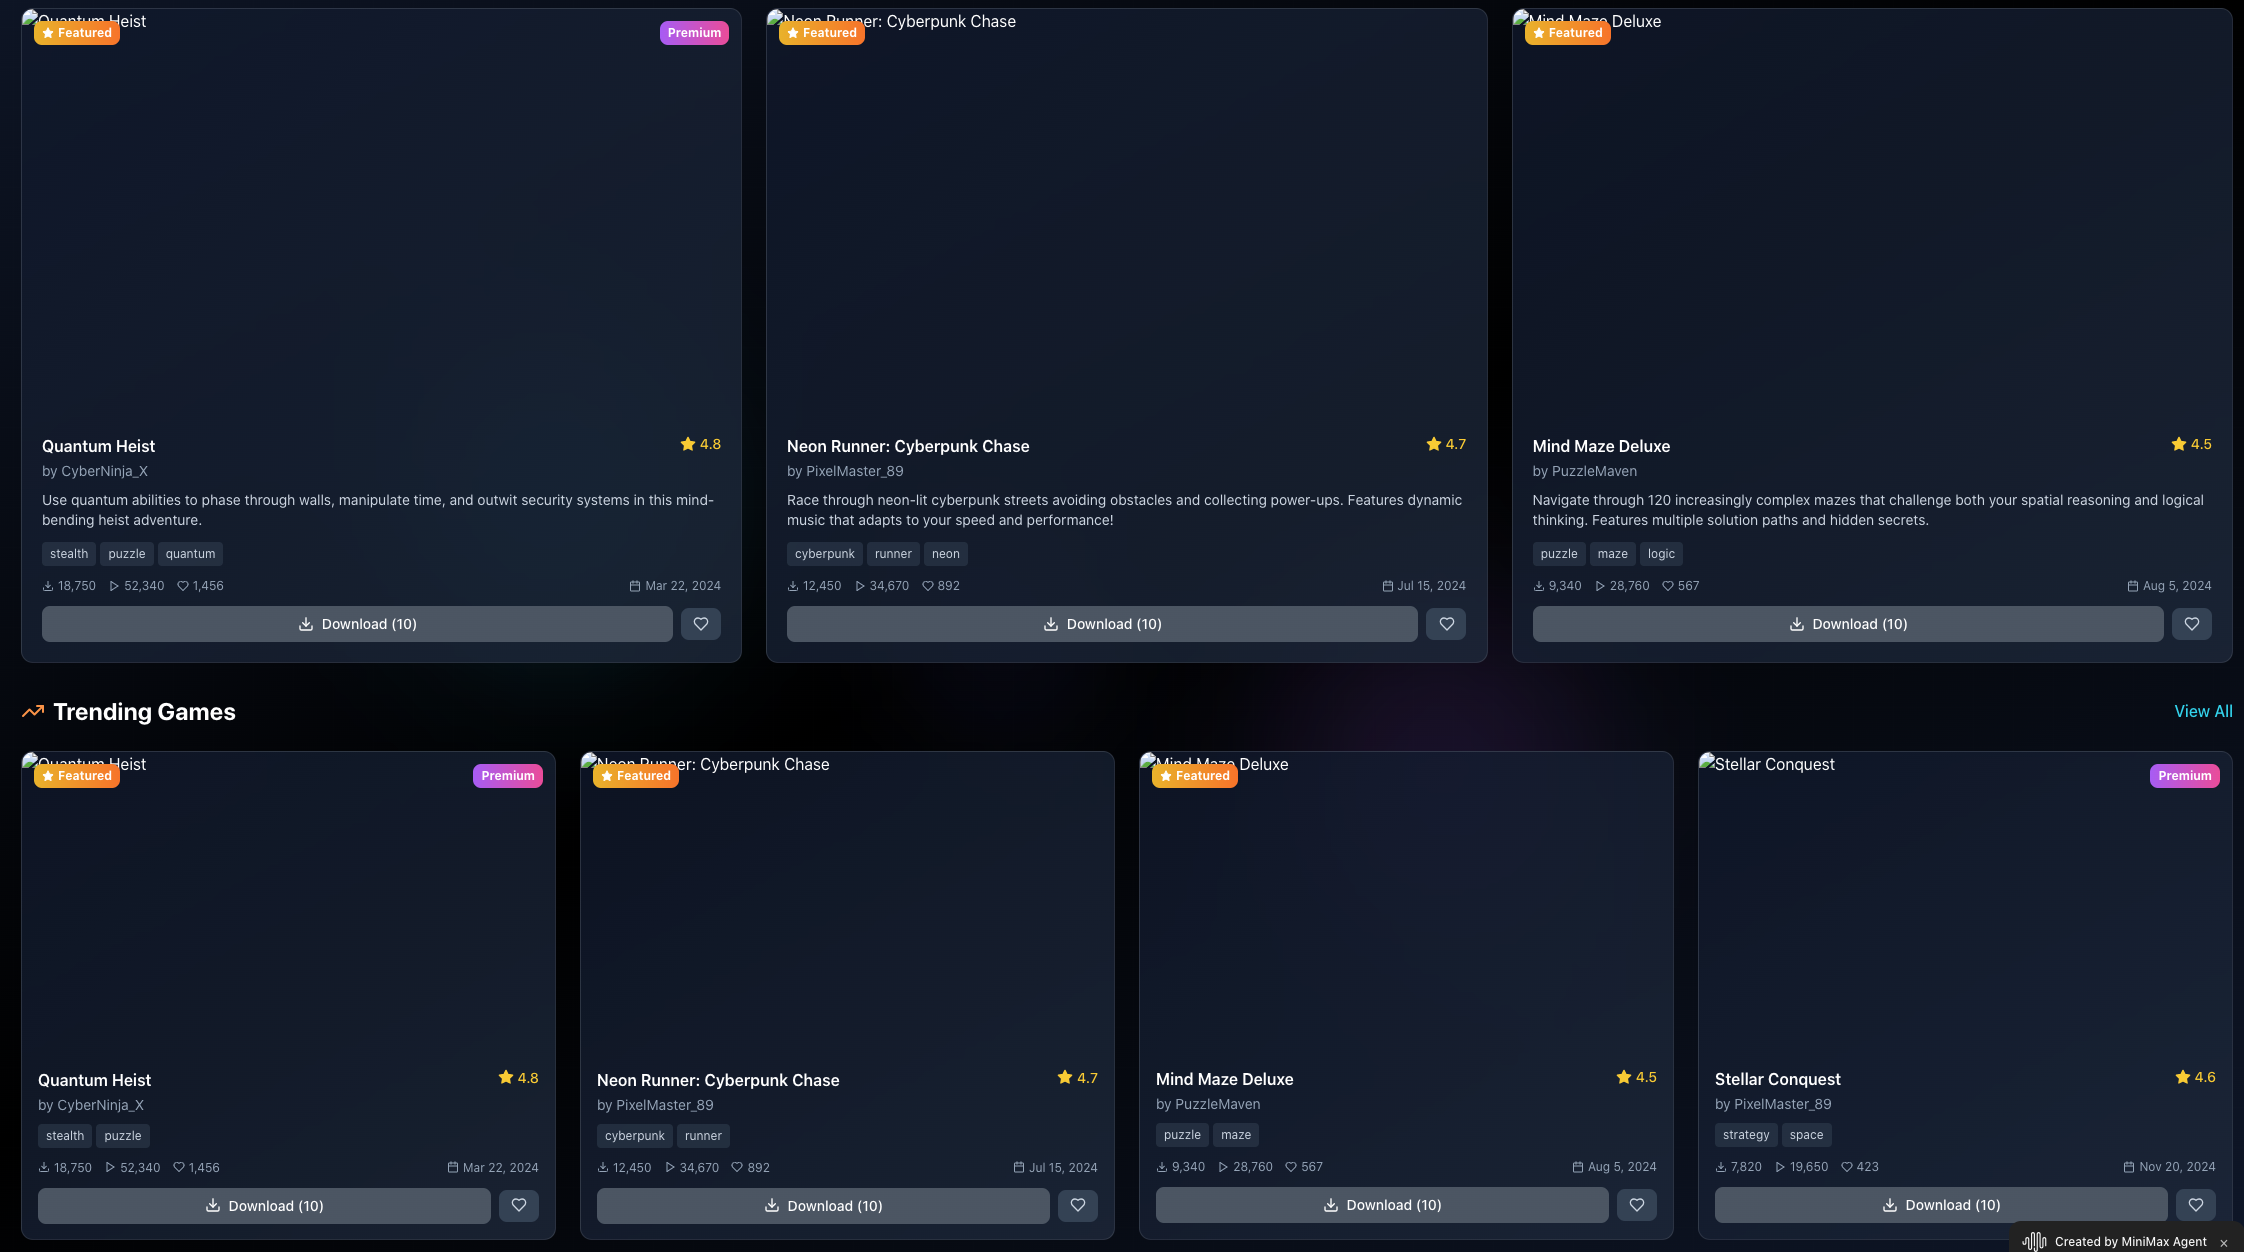 Quantum Heist
Featured
Premium
Neon Runner: Cyberpunk Chase
Featured
Mind Maze Deluxe
Featured
Quantum Heist
4.8
by CyberNinja_X
Use quantum abilities to phase through walls, manipulate time, and outwit security systems in this mind-
bending heist adventure.
stealth puzzle quantum
18,750 52,340 1,456 Mar 22, 2024
Download (10)
Neon Runner: Cyberpunk Chase
4.7
by PixelMaster_89
Race through neon-lit cyberpunk streets avoiding obstacles and collecting power-ups. Features dynamic
music that adapts to your speed and performance!
cyberpunk runner neon
12,450 34,670 892 Jul 15, 2024
Download (10)
Mind Maze Deluxe
4.5
by PuzzleMaven
Navigate through 120 increasingly complex mazes that challenge both your spatial reasoning and logical
thinking. Features multiple solution paths and hidden secrets.
puzzle maze logic
9,340 28,760 567 Aug 5, 2024
Download (10)
Trending Games
View All
Quantum Heist
Featured
Premium
Neon Runner: Cyberpunk Chase
Featured
Mind Maze Deluxe
Featured
Stellar Conquest
Premium
Quantum Heist
4.8
by CyberNinja_X
stealth puzzle
18,750 52,340 1,456 Mar 22, 2024
Download (10)
Neon Runner: Cyberpunk Chase
4.7
by PixelMaster_89
cyberpunk runner
12,450 34,670 892 Jul 15, 2024
Download (10)
Mind Maze Deluxe
4.5
by PuzzleMaven
puzzle maze
9,340 28,760 567 Aug 5, 2024
Download (10)
Stellar Conquest
4.6
by PixelMaster_89
strategy space
7,820 19,650 423 Nov 20, 2024
Download (10)
Created by MiniMax Agent ×